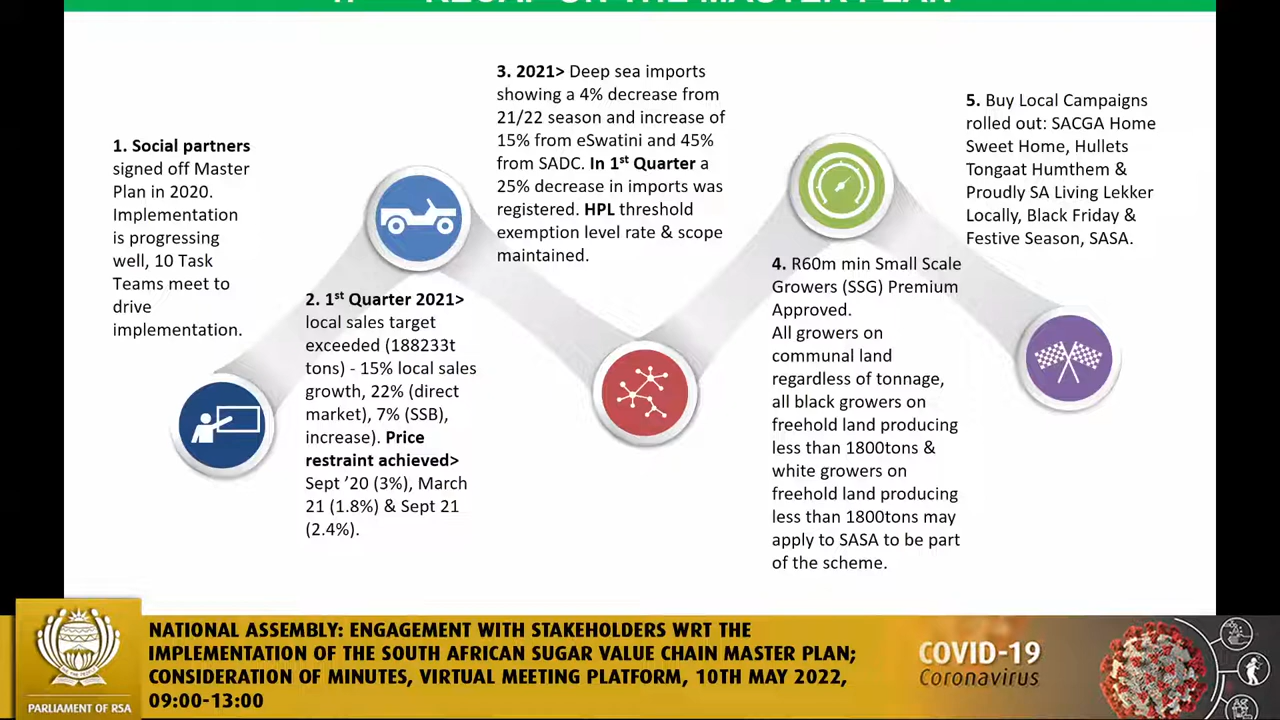 1. Social partners
signed off Master
Plan in 2020.
Implementation
is progressing
well, 10 Task
Teams meet to
drive
implementation.
2. 1st Quarter 2021>
local sales target
exceeded (188233t
tons) - 15% local sales
growth, 22% (direct
market), 7% (SSB),
increase). Price
restraint achieved>
Sept ’20 (3%), March
21 (1.8%) & Sept 21
(2.4%).
3. 2021> Deep sea imports
showing a 4% decrease from
21/22 season and increase of
15% from eSwatini and 45%
from SADC. In 1st Quarter a
25% decrease in imports was
registered. HPL threshold
exemption level rate & scope
maintained.
4. R60m min Small Scale
Growers (SSG) Premium
Approved.
All growers on
communal land
regardless of tonnage,
all black growers on
freehold land producing
less than 1800tons &
white growers on
freehold land producing
less than 1800tons may
apply to SASA to be part
of the scheme.
5. Buy Local Campaigns
rolled out: SACGA Home
Sweet Home, Hullets
Tongaat Humthem &
Proudly SA Living Lekker
Locally, Black Friday &
Festive Season, SASA.
PARLIAMENT OF RSA
NATIONAL ASSEMBLY: ENGAGEMENT WITH STAKEHOLDERS WRT THE
IMPLEMENTATION OF THE SOUTH AFRICAN SUGAR VALUE CHAIN MASTER PLAN;
CONSIDERATION OF MINUTES, VIRTUAL MEETING PLATFORM, 10TH MAY 2022,
09:00-13:00
COVID-19
Coronavirus